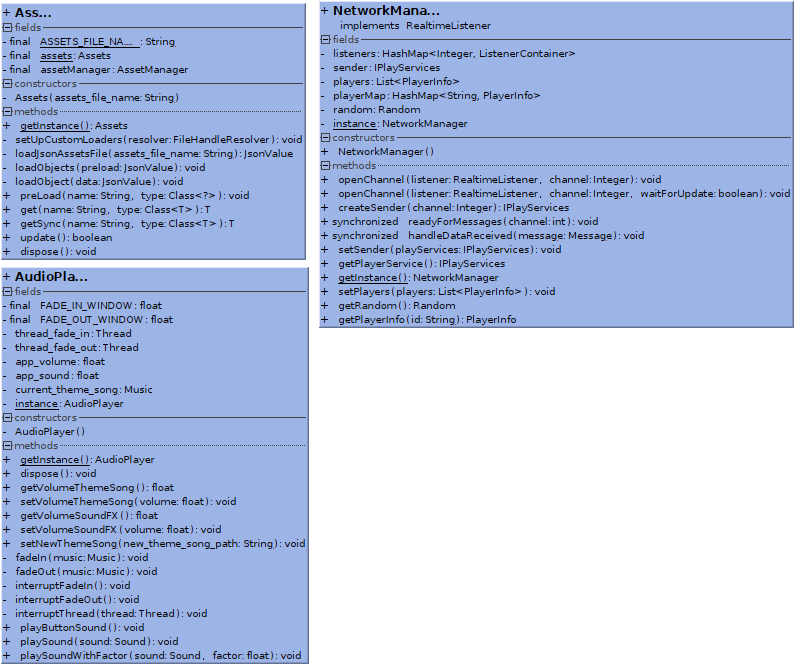 + Ass...
fields
- final ASSETS_FILE_NA... : String
- final assets: Assets
- final assetManager: AssetManager
constructors
- Assets(assets_file_name: String)
methods
+ getInstance(): Assets
- setUpCustomLoaders(resolver: FileHandleResolver): void
- loadJsonAssetsFile(assets_file_name: String): JsonValue
- loadObjects(preload: JsonValue): void
- loadObject(data: JsonValue): void
+ preLoad(name: String, type: Class<?>): void
+ get(name: String, type: Class<T>): T
+ getSync(name: String, type: Class<T>): T
+ update(): boolean
+ dispose(): void
+ AudioPla...
fields
- final FADE_IN_WINDOW: float
- final FADE_OUT_WINDOW: float
- thread_fade_in: Thread
- thread_fade_out: Thread
- app_volume: float
- app_sound: float
- current_theme_song: Music
- instance: AudioPlayer
constructors
- AudioPlayer()
methods
+ getInstance(): AudioPlayer
+ dispose(): void
+ getVolumeThemeSong(): float
+ setVolumeThemeSong(volume: float): void
+ getVolumeSoundFX(): float
+ setVolumeSoundFX(volume: float): void
+ setNewThemeSong(new_theme_song_path: String): void
- fadeIn(music: Music): void
- fadeOut(music: Music): void
- interruptFadeIn(): void
- interruptFadeOut(): void
- interruptThread(thread: Thread): void
+ playButtonSound(): void
+ playSound(sound: Sound): void
+ playSoundWithFactor(sound: Sound, factor: float): void
+ NetworkMana...
implements RealtimeListener
fields
- listeners: HashMap<Integer, ListenerContainer>
- sender: IPlayServices
- players: List<PlayerInfo>
- playerMap: HashMap<String, PlayerInfo>
- random: Random
- instance: NetworkManager
constructors
+ NetworkManager()
methods
+ openChannel(listener: RealtimeListener, channel: Integer): void
+ openChannel(listener: RealtimeListener, channel: Integer, waitForUpdate: boolean): void
+ createSender(channel: Integer): IPlayServices
+ synchronized readyForMessages(channel: int): void
+ synchronized handleDataReceived(message: Message): void
+ setSender(playServices: IPlayServices): void
+ getPlayerService(): IPlayServices
+ getInstance(): NetworkManager
+ setPlayers(players: List<PlayerInfo>): void
+ getRandom(): Random
+ getPlayerInfo(id: String): PlayerInfo